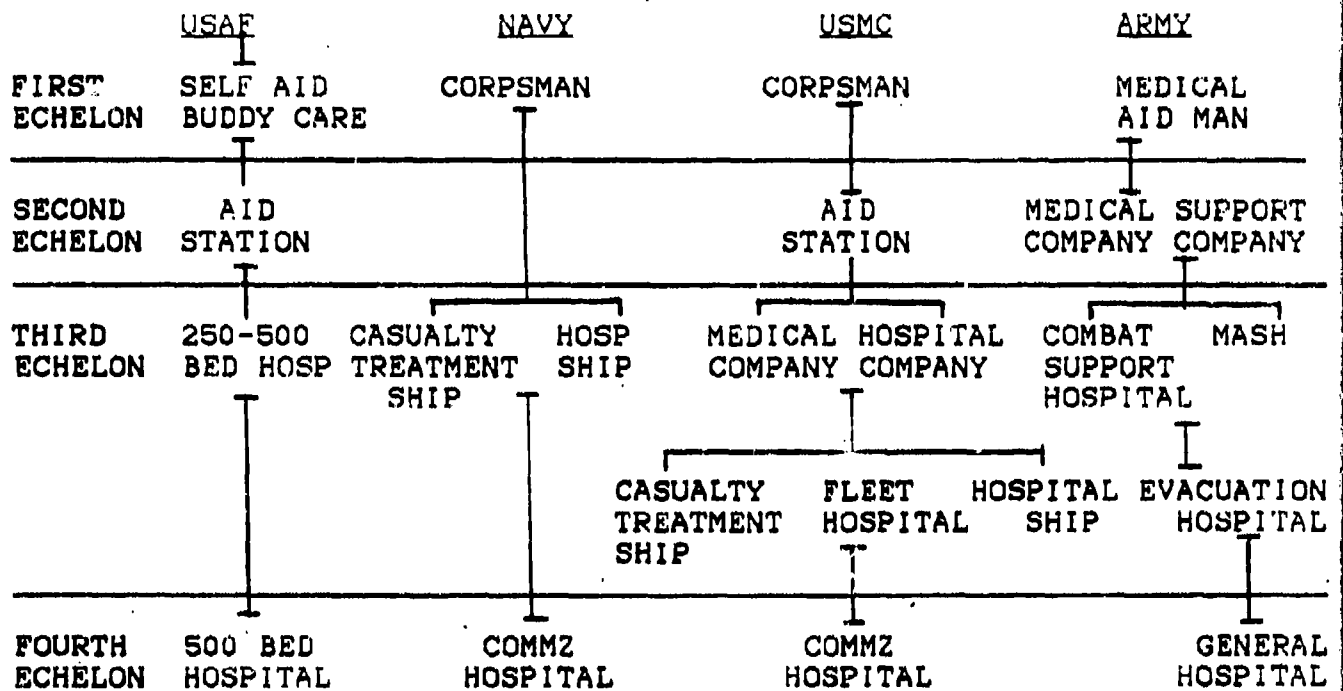 USAF NAVY USMC ARMY
FIRST SELF AID CORPSMAN CORPSMAN MEDICAL
ECHELON BUDDY CARE AID MAN
SECOND AID AID MEDICAL SUPPORT
ECHELON STATION STATION COMPANY COMPANY
THIRD 250-500 CASUALTY HOSP MEDICAL HOSPITAL COMBAT MASH
ECHELON BED HOSP TREATMENT SHIP COMPANY COMPANY SUPPORT
SHIP HOSPITAL
CASUALTY FLEET HOSPITAL EVACUATION
TREATMENT HOSPITAL SHIP HOSPITAL
SHIP
FOURTH 500 BED COMMZ COMMZ GENERAL
ECHELON HOSPITAL HOSPITAL HOSPITAL HOSPITAL